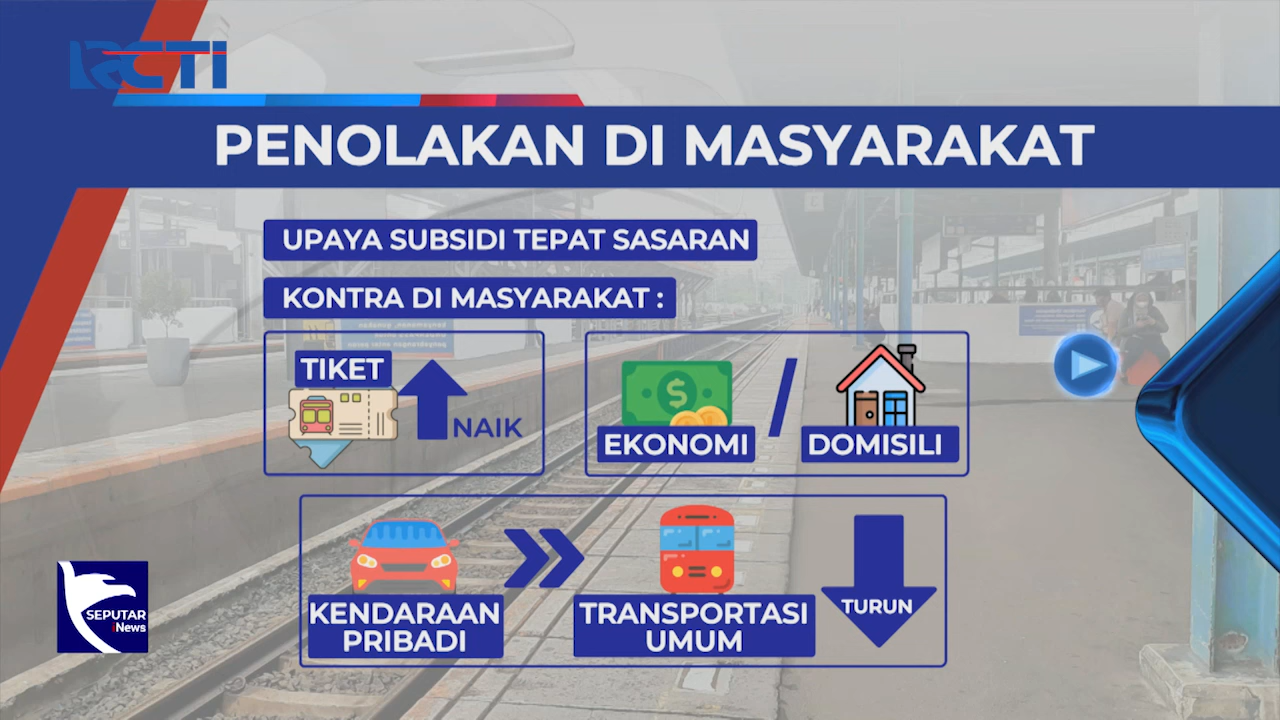 RCTI
PENOLAKAN DI MASYARAKAT
UPAYA SUBSIDI TEPAT SASARAN
KONTRA DI MASYARAKAT :
TIKET
NAIK
$
EKONOMI
/
DOMISILI
KENDARAAN
PRIBADI
TRANSPORTASI
UMUM
TURUN
SEPUTAR
iNews